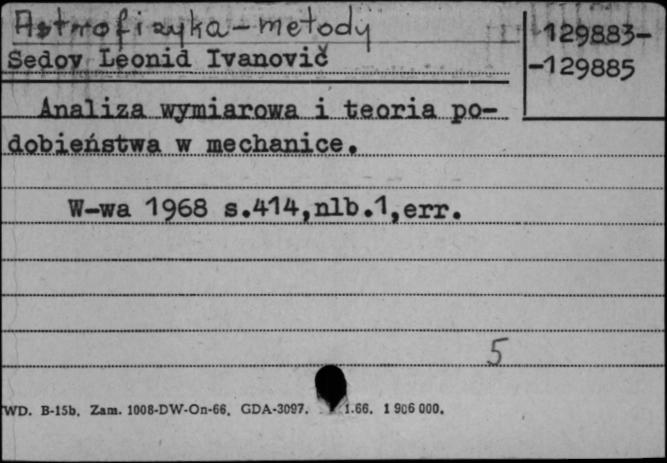 Astrofizyka-metody
129883-
-129885
Sedov Leonid Ivanovič
Analiza wymiarowa i teoria po-
dobieństwa w mechanice.
W-wa 1968 s.414,nlb.1,err.
5
WD. B-15b. Zam. 1008-DW-On-66. GDA-3097. 1.66. 1 906 000.